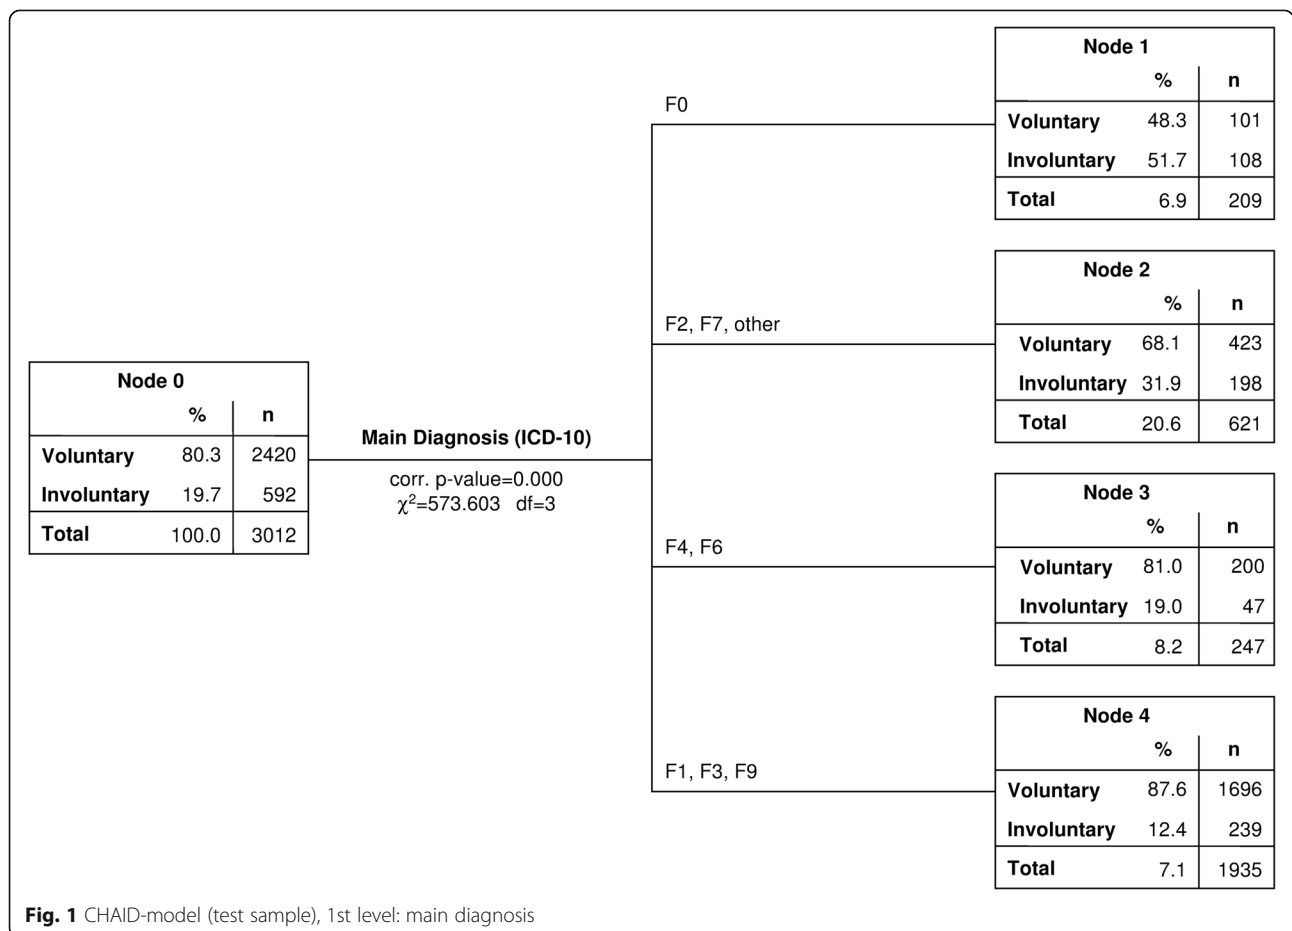 Node 1
% n
F0
Voluntary 48.3 101
Involuntary 51.7 108
Total 6.9 209
Node 2
% n
F2, F7, other
Voluntary 68.1 423
Involuntary 31.9 198
Total 20.6 621
Node 0
% n
Voluntary 80.3 2420
Involuntary 19.7 592
Total 100.0 3012
Main Diagnosis (ICD-10)
corr. p-value=0.000
χ²=573.603 df=3
Node 3
% n
F4, F6
Voluntary 81.0 200
Involuntary 19.0 47
Total 8.2 247
Node 4
% n
F1, F3, F9
Voluntary 87.6 1696
Involuntary 12.4 239
Total 7.1 1935
Fig. 1 CHAID-model (test sample), 1st level: main diagnosis